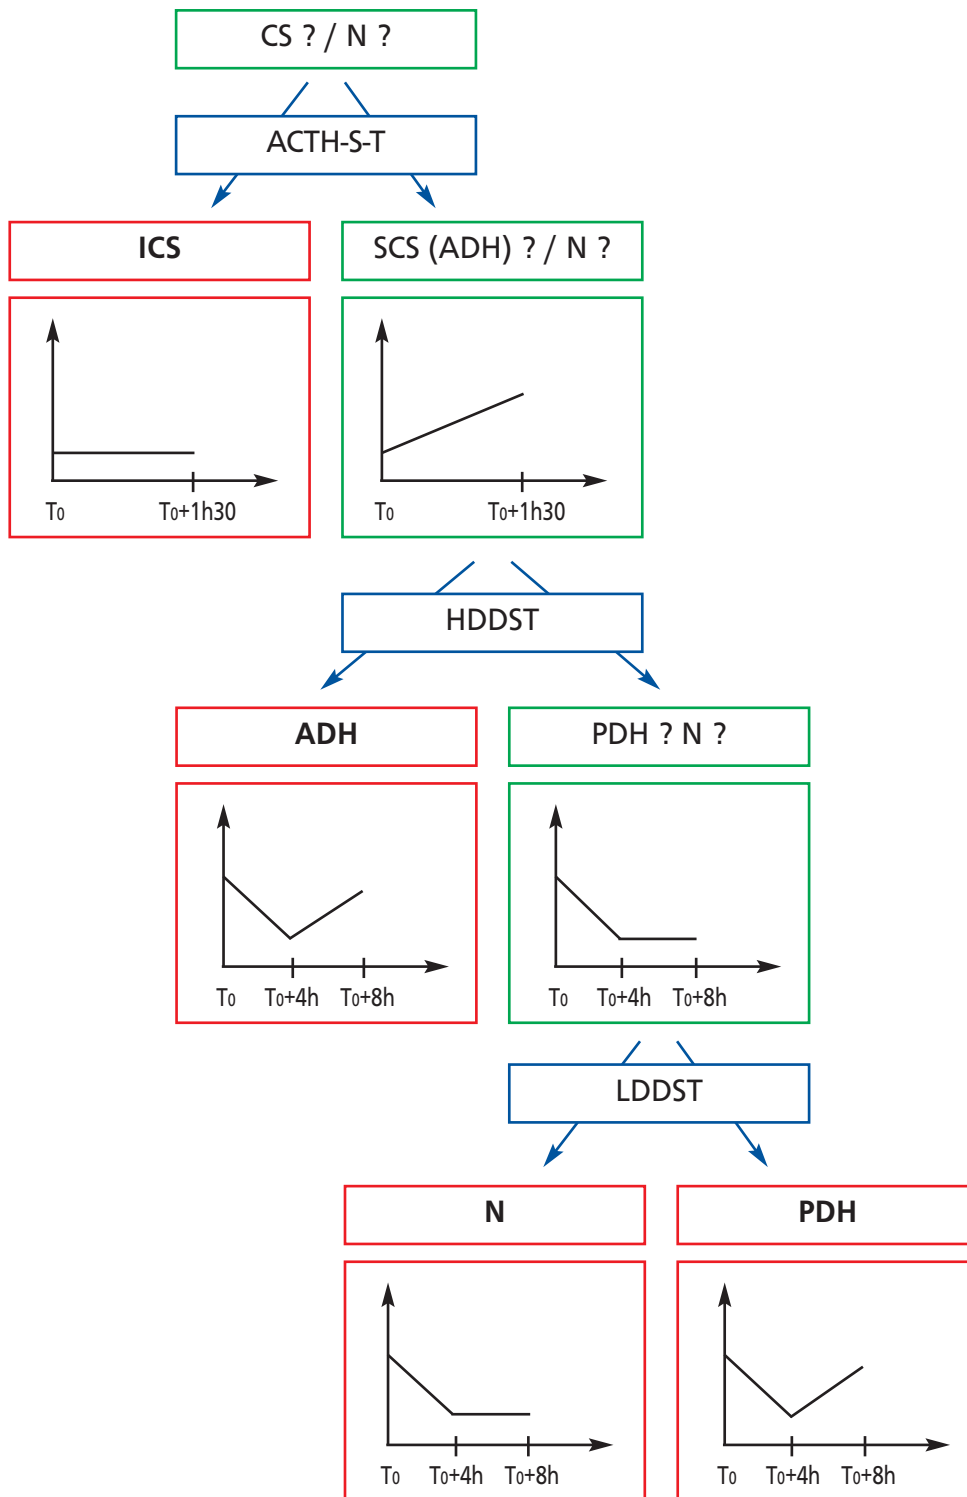 CS ? / N ?
ACTH-S-T
ICS
SCS (ADH) ? / N ?
T0 T0+1h30
T0 T0+1h30
HDDST
ADH
PDH ? N ?
T0 T0+4h T0+8h
T0 T0+4h T0+8h
LDDST
N
PDH
T0 T0+4h T0+8h
T0 T0+4h T0+8h